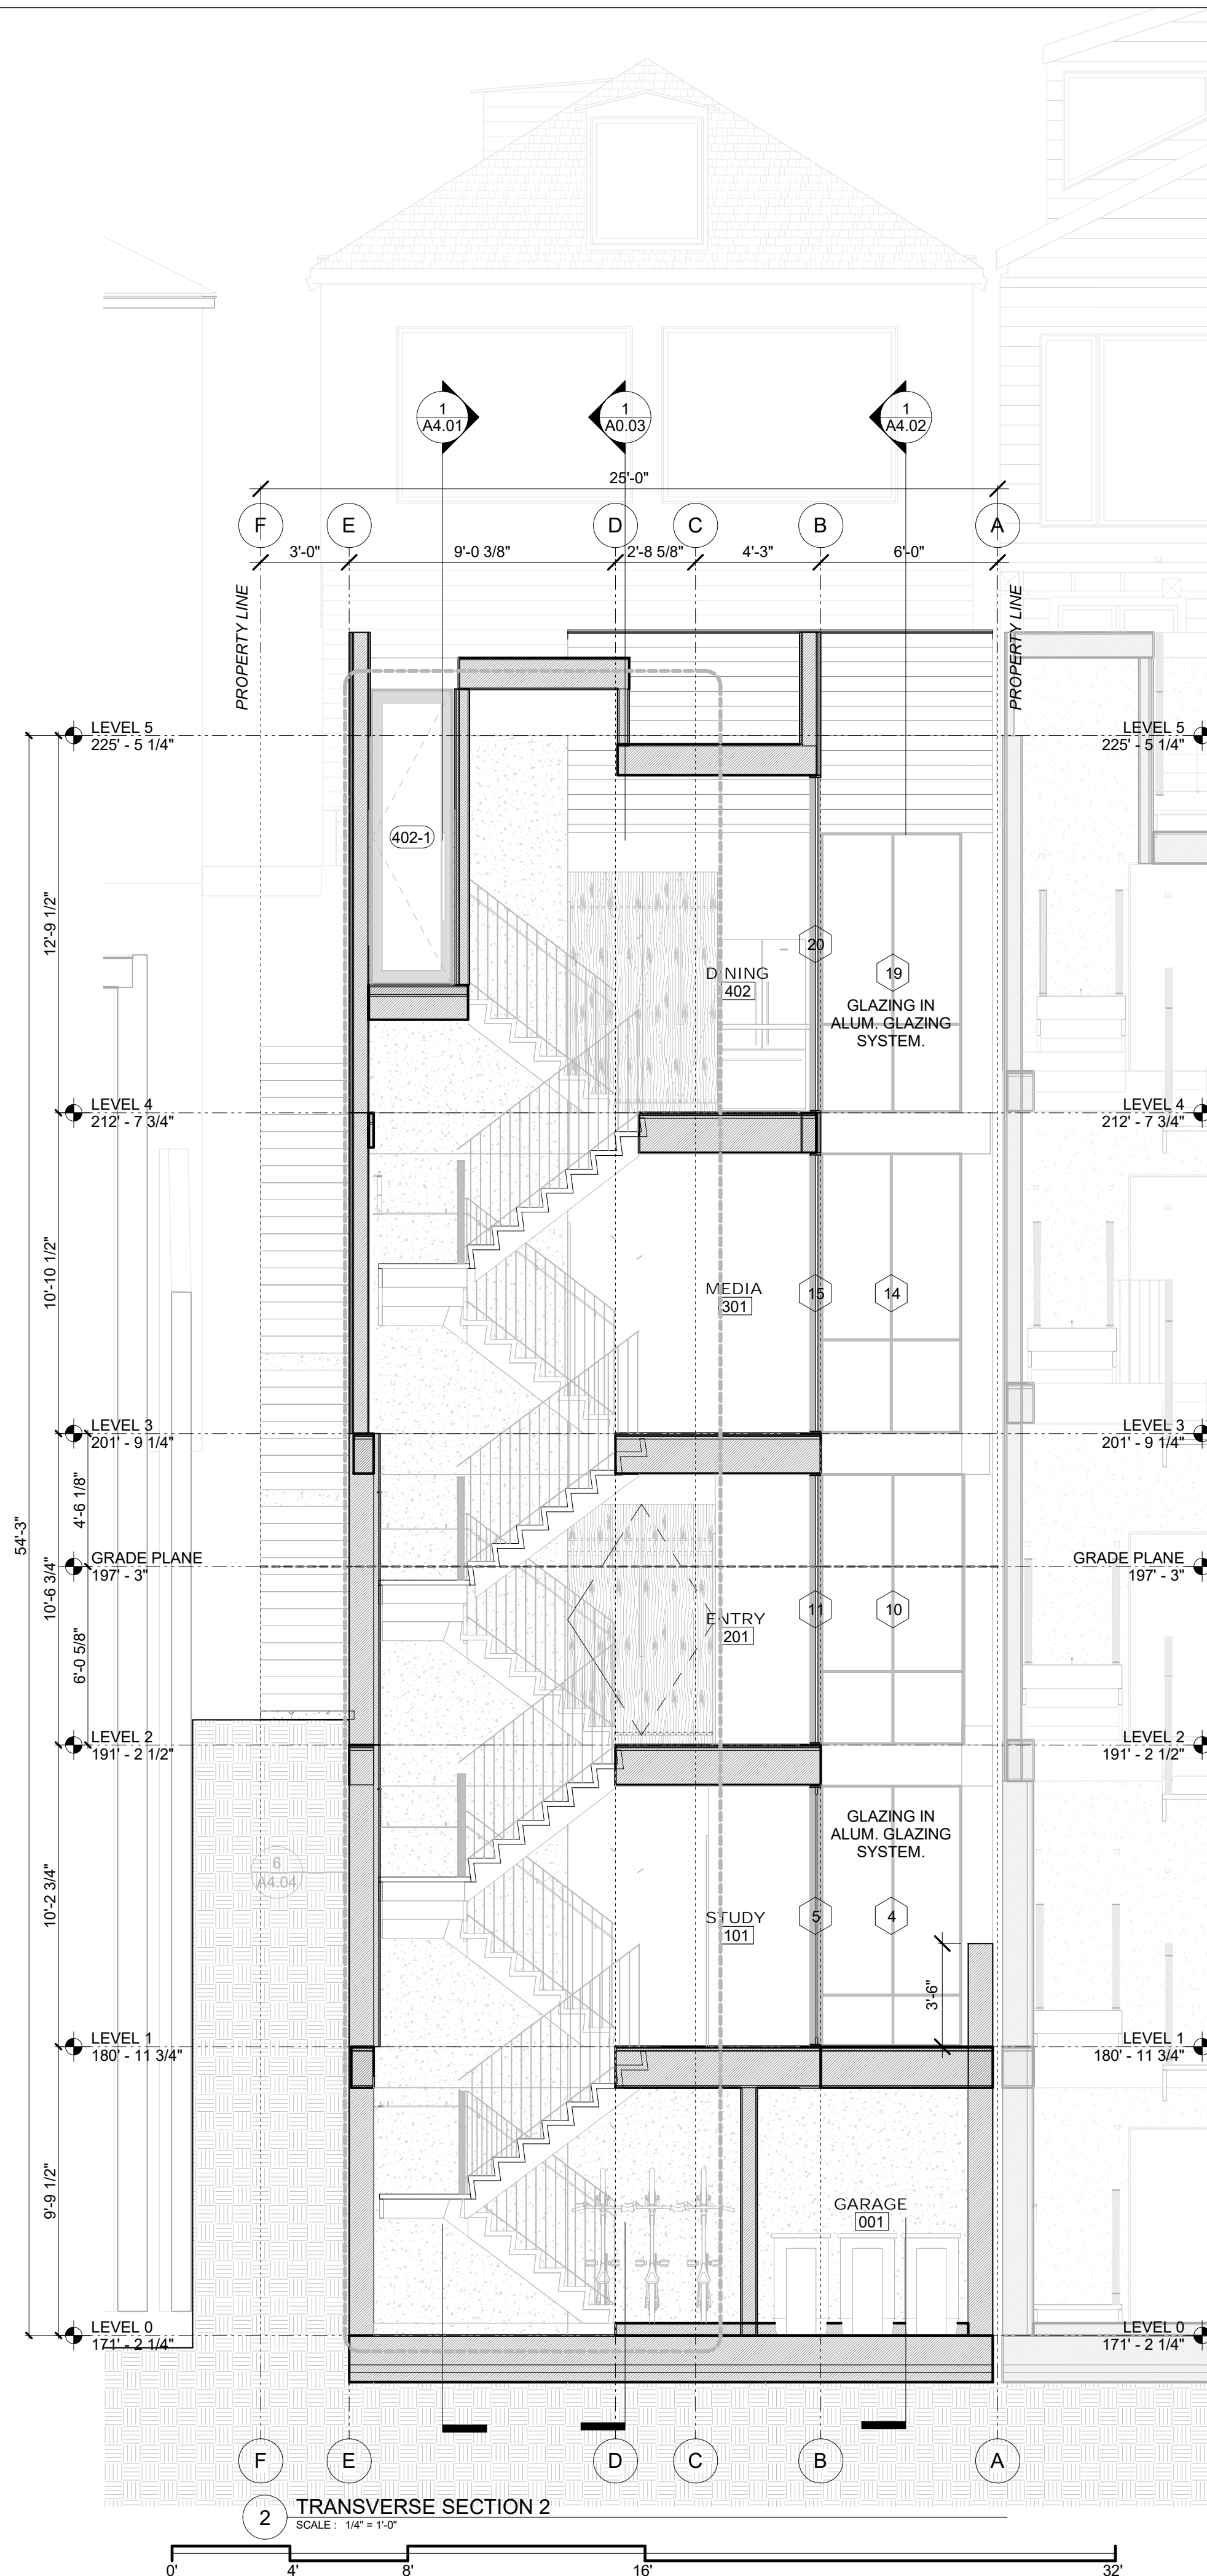 1
A4.01
1
A0.03
1
A4.02
25'-0"
F
E
D
C
B
A
3'-0"
9'-0 3/8"
2'-8 5/8"
4'-3"
6'-0"
PROPERTY LINE
PROPERTY LINE
LEVEL 5
225' - 5 1/4"
LEVEL 5
225' - 5 1/4"
402-1
12'-9 1/2"
20
19
DINING
402
GLAZING IN
ALUM. GLAZING
SYSTEM.
LEVEL 4
212' - 7 3/4"
LEVEL 4
212' - 7 3/4"
10'-10 1/2"
MEDIA
301
15
14
LEVEL 3
201' - 9 1/4"
LEVEL 3
201' - 9 1/4"
4'-6 1/8"
54'-3"
GRADE PLANE
197' - 3"
GRADE PLANE
197' - 3"
10'-6 3/4"
6'-0 5/8"
ENTRY
201
11
10
LEVEL 2
191' - 2 1/2"
LEVEL 2
191' - 2 1/2"
GLAZING IN
ALUM. GLAZING
SYSTEM.
6
A4.04
10'-2 3/4"
STUDY
101
5
4
3'-6"
LEVEL 1
180' - 11 3/4"
LEVEL 1
180' - 11 3/4"
9'-9 1/2"
GARAGE
001
LEVEL 0
171' - 2 1/4"
LEVEL 0
171' - 2 1/4"
F
E
D
C
B
A
2
TRANSVERSE SECTION 2
SCALE : 1/4" = 1'-0"
0'
4'
8'
16'
32'